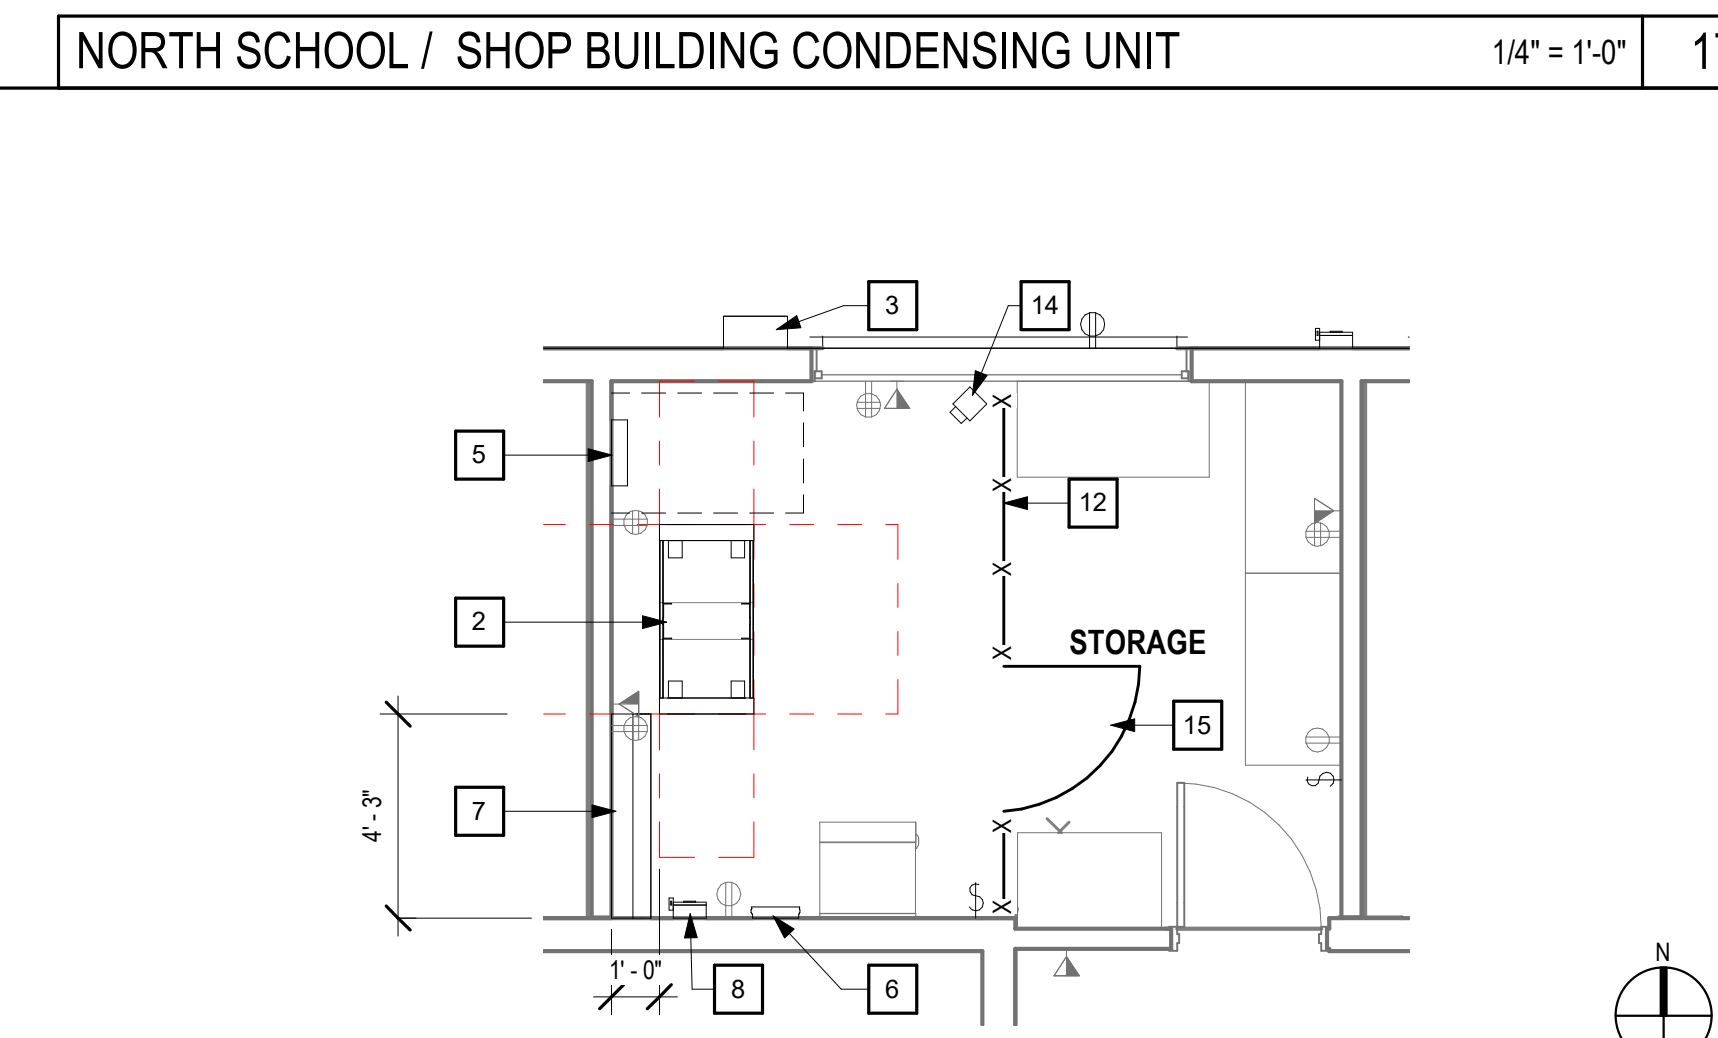 NORTH SCHOOL / SHOP BUILDING CONDENSING UNIT
1/4" = 1'-0"
3
14
5
12
2
STORAGE
15
7
4' - 3"
1' - 0"
8
6
N